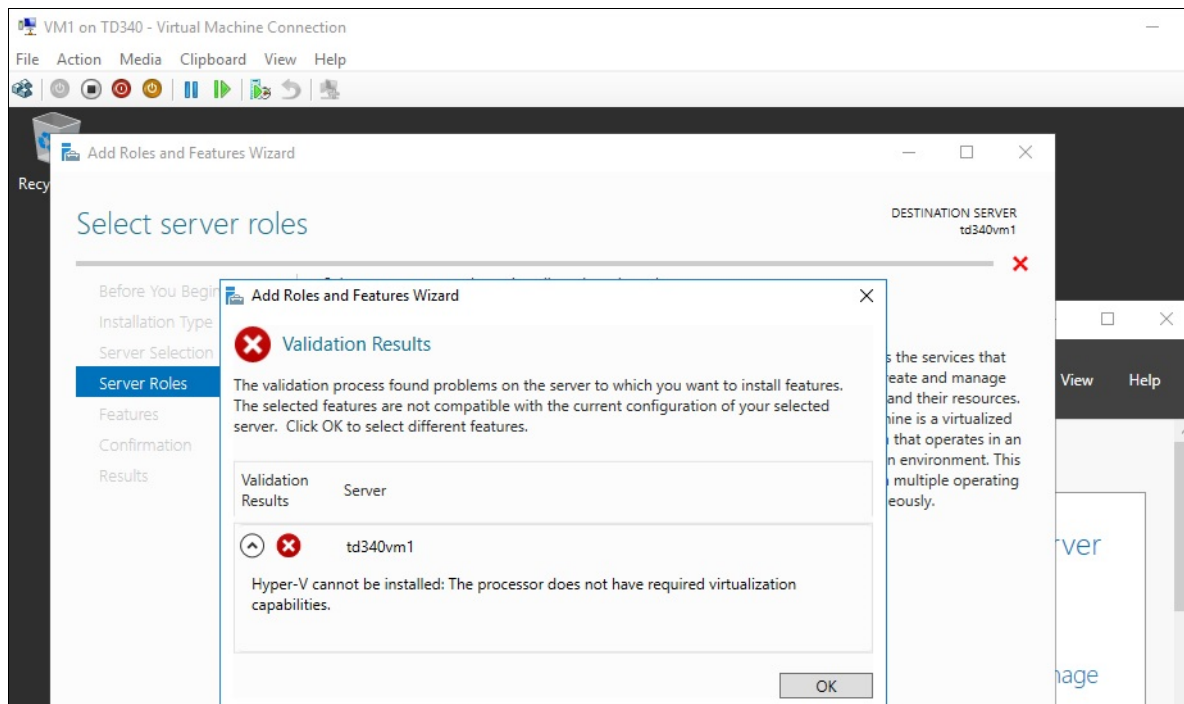 VM1 on TD340 - Virtual Machine Connection
File Action Media Clipboard View Help
Recy
Add Roles and Features Wizard
Select server roles
DESTINATION SERVER
td340vm1
Before You Begin
Installation Type
Server Selection
Server Roles
Features
Confirmation
Results
Add Roles and Features Wizard
Validation Results
The validation process found problems on the server to which you want to install features.
The selected features are not compatible with the current configuration of your selected
server. Click OK to select different features.
Validation
Results
Server
td340vm1
Hyper-V cannot be installed: The processor does not have required virtualization
capabilities.
OK
s the services that
reate and manage
and their resources.
hine is a virtualized
that operates in an
n environment. This
multiple operating
eously.
View Help
rver
nage